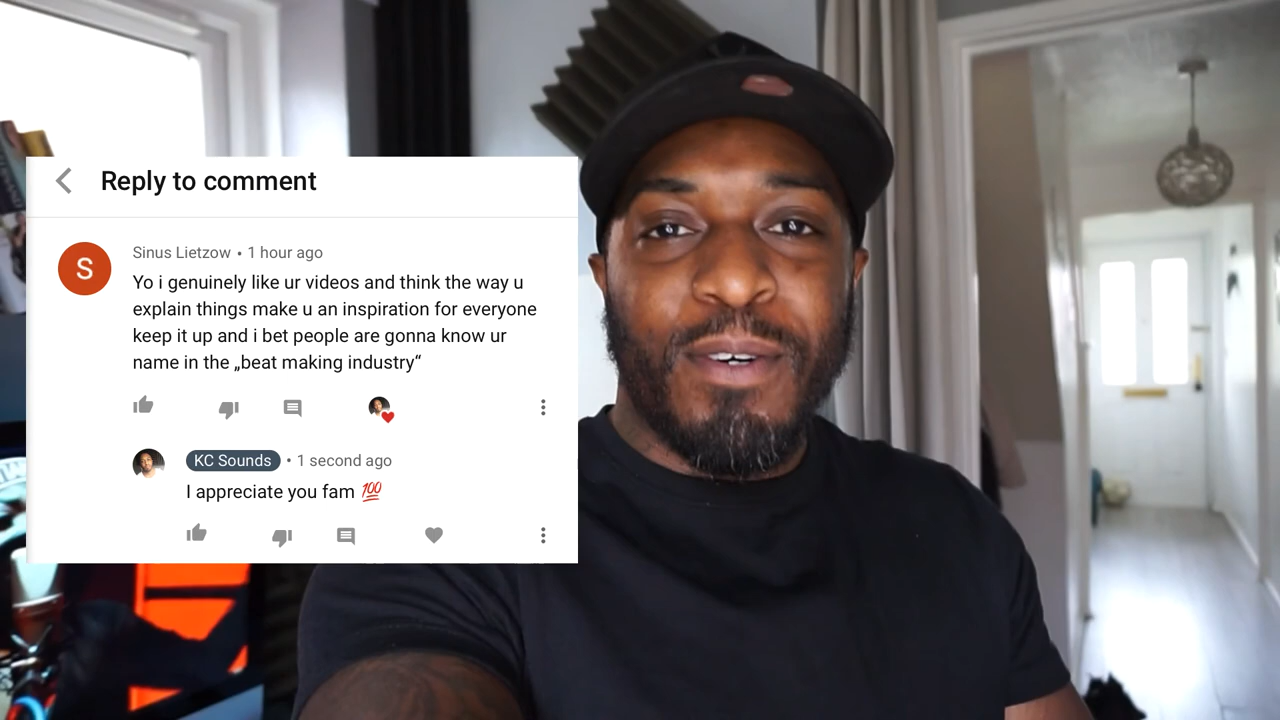 Reply to comment
Sinus Lietzow • 1 hour ago
S
Yo i genuinely like ur videos and think the way u
explain things make u an inspiration for everyone
keep it up and i bet people are gonna know ur
name in the „beat making industry“
KC Sounds • 1 second ago
I appreciate you fam 💯